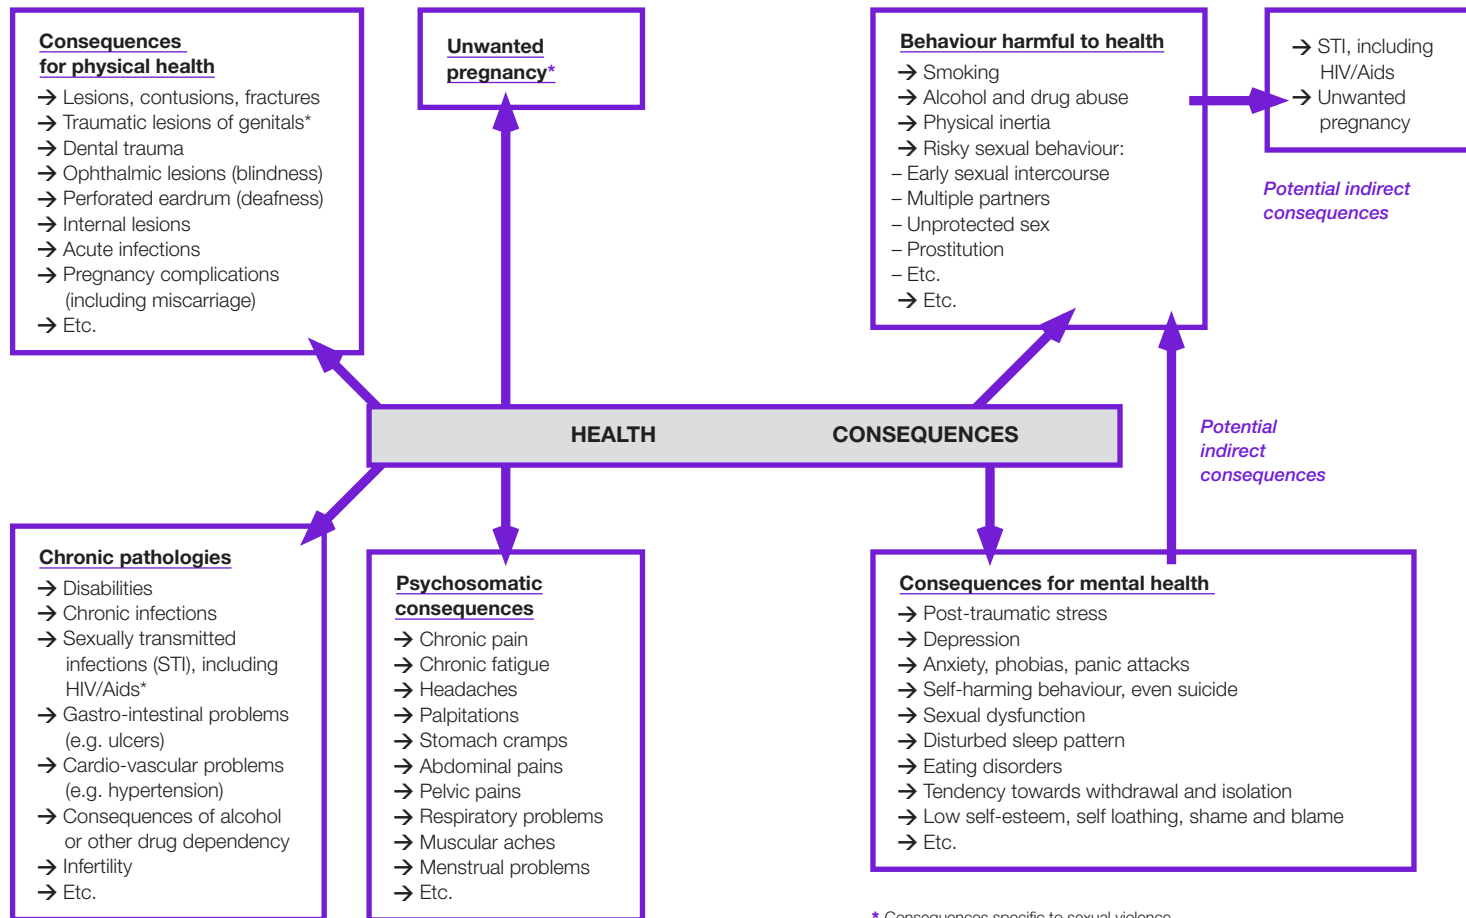 Consequences
for physical health
→ Lesions, contusions, fractures
→ Traumatic lesions of genitals*
→ Dental trauma
→ Ophthalmic lesions (blindness)
→ Perforated eardrum (deafness)
→ Internal lesions
→ Acute infections
→ Pregnancy complications
(including miscarriage)
→ Etc.
Unwanted
pregnancy*
Behaviour harmful to health
→ Smoking
→ Alcohol and drug abuse
→ Physical inertia
→ Risky sexual behaviour:
– Early sexual intercourse
– Multiple partners
– Unprotected sex
– Prostitution
– Etc.
→ Etc.
→ STI, including
HIV/Aids
→ Unwanted
pregnancy
Potential indirect
consequences
HEALTH CONSEQUENCES
Potential
indirect
consequences
Chronic pathologies
→ Disabilities
→ Chronic infections
→ Sexually transmitted
infections (STI), including
HIV/Aids*
→ Gastro-intestinal problems
(e.g. ulcers)
→ Cardio-vascular problems
(e.g. hypertension)
→ Consequences of alcohol
or other drug dependency
→ Infertility
→ Etc.
Psychosomatic
consequences
→ Chronic pain
→ Chronic fatigue
→ Headaches
→ Palpitations
→ Stomach cramps
→ Abdominal pains
→ Pelvic pains
→ Respiratory problems
→ Muscular aches
→ Menstrual problems
→ Etc.
Consequences for mental health
→ Post-traumatic stress
→ Depression
→ Anxiety, phobias, panic attacks
→ Self-harming behaviour, even suicide
→ Sexual dysfunction
→ Disturbed sleep pattern
→ Eating disorders
→ Tendency towards withdrawal and isolation
→ Low self-esteem, self loathing, shame and blame
→ Etc.
* Consequences specific to sexual violence